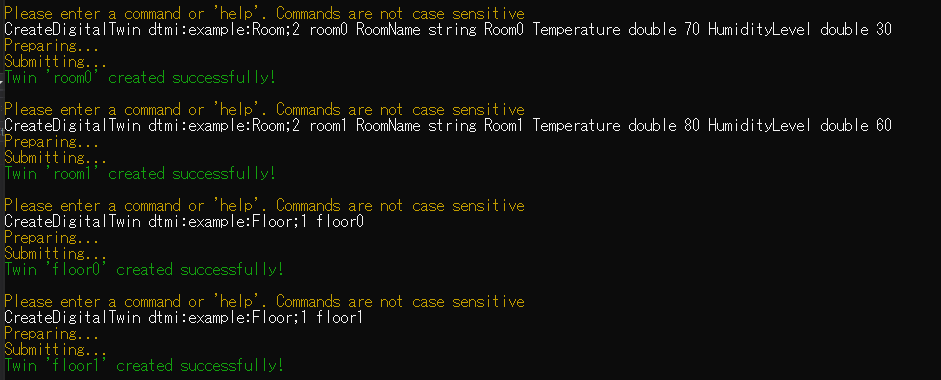 Please enter a command or 'help'. Commands are not case sensitive
CreateDigitalTwin dtmi:example:Room;2 room0 RoomName string Room0 Temperature double 70 HumidityLevel double 30
Preparing...
Submitting...
Twin 'room0' created successfully!
Please enter a command or 'help'. Commands are not case sensitive
CreateDigitalTwin dtmi:example:Room;2 room1 RoomName string Room1 Temperature double 80 HumidityLevel double 60
Preparing...
Submitting...
Twin 'room1' created successfully!
Please enter a command or 'help'. Commands are not case sensitive
CreateDigitalTwin dtmi:example:Floor;1 floor0
Preparing...
Submitting...
Twin 'floor0' created successfully!
Please enter a command or 'help'. Commands are not case sensitive
CreateDigitalTwin dtmi:example:Floor;1 floor1
Preparing...
Submitting...
Twin 'floor1' created successfully!